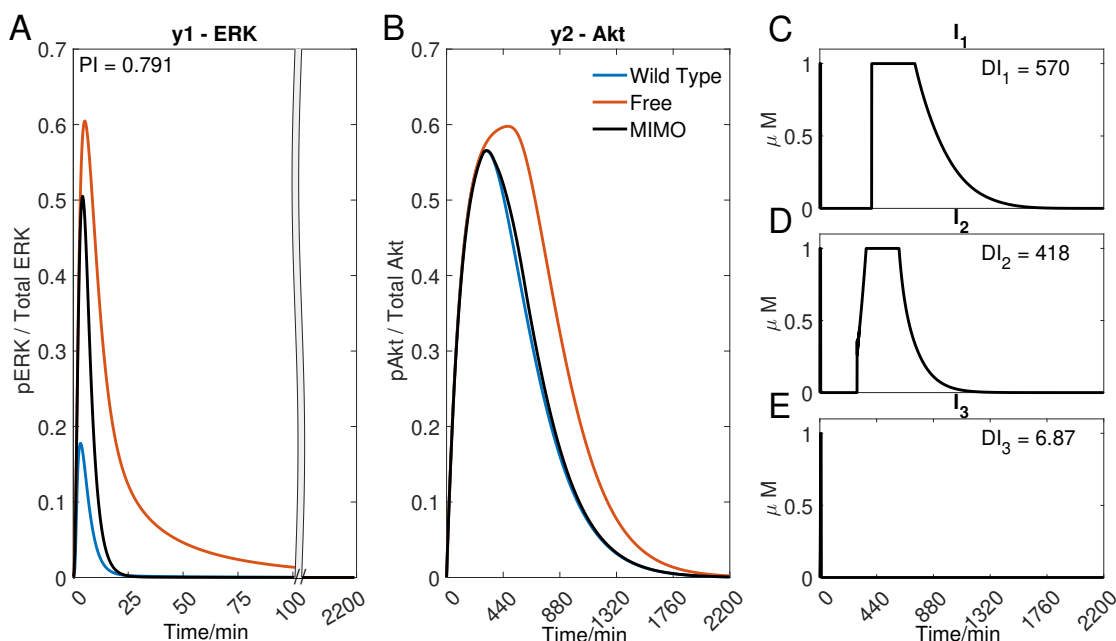 A
y1 - ERK
PI = 0.791
pERK / Total ERK
0.7
0.6
0.5
0.4
0.3
0.2
0.1
0
0
25
50
75
100
2200
Time/min
B
y2 - Akt
Wild Type
Free
MIMO
pAkt / Total Akt
0.7
0.6
0.5
0.4
0.3
0.2
0.1
0
0
440
880
1320
1760
2200
Time/min
C
I1
DI1 = 570
μ M
1
0.5
0
D
I2
DI2 = 418
μ M
1
0.5
0
E
I3
DI3 = 6.87
μ M
1
0.5
0
0
440
880
1320
1760
2200
Time/min